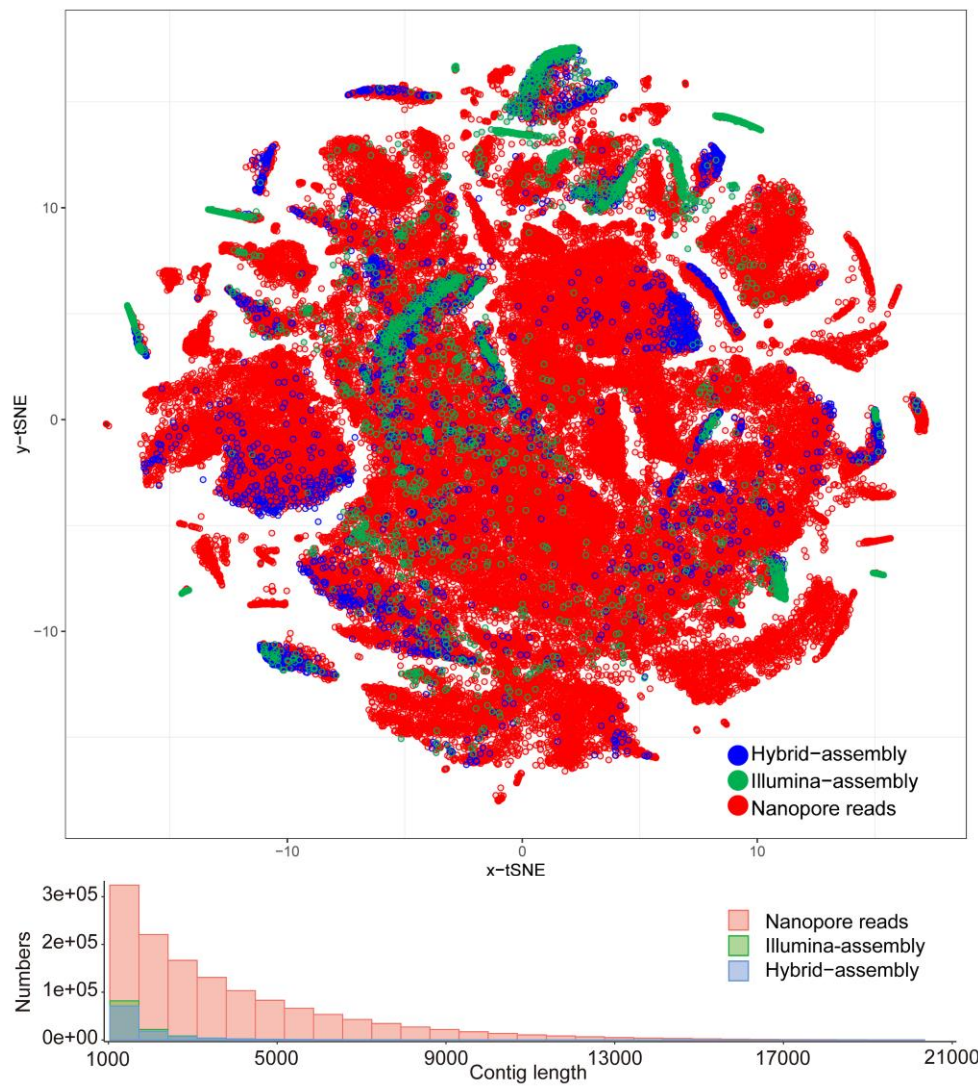 10
0
−10
y−tSNE
Hybrid−assembly
Illumina−assembly
Nanopore reads
−10 0 10
x−tSNE
3e+05
2e+05
1e+05
0e+00
Numbers
Nanopore reads
Illumina-assembly
Hybrid−assembly
1000 5000 9000 13000 17000 21000
Contig length